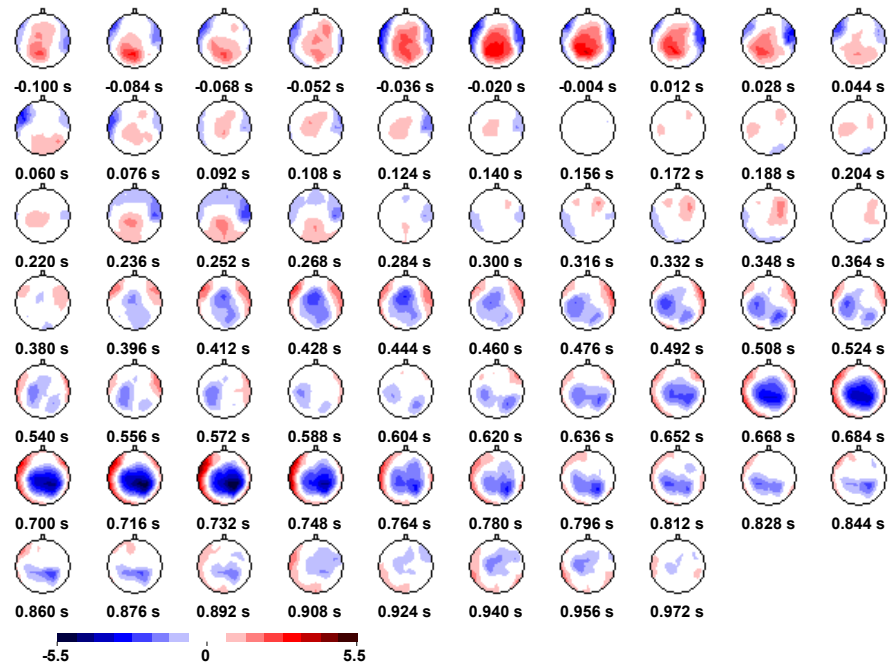 -0.100 s -0.084 s -0.068 s -0.052 s -0.036 s -0.020 s -0.004 s 0.012 s 0.028 s 0.044 s
0.060 s 0.076 s 0.092 s 0.108 s 0.124 s 0.140 s 0.156 s 0.172 s 0.188 s 0.204 s
0.220 s 0.236 s 0.252 s 0.268 s 0.284 s 0.300 s 0.316 s 0.332 s 0.348 s 0.364 s
0.380 s 0.396 s 0.412 s 0.428 s 0.444 s 0.460 s 0.476 s 0.492 s 0.508 s 0.524 s
0.540 s 0.556 s 0.572 s 0.588 s 0.604 s 0.620 s 0.636 s 0.652 s 0.668 s 0.684 s
0.700 s 0.716 s 0.732 s 0.748 s 0.764 s 0.780 s 0.796 s 0.812 s 0.828 s 0.844 s
0.860 s 0.876 s 0.892 s 0.908 s 0.924 s 0.940 s 0.956 s 0.972 s
-5.5 0 5.5